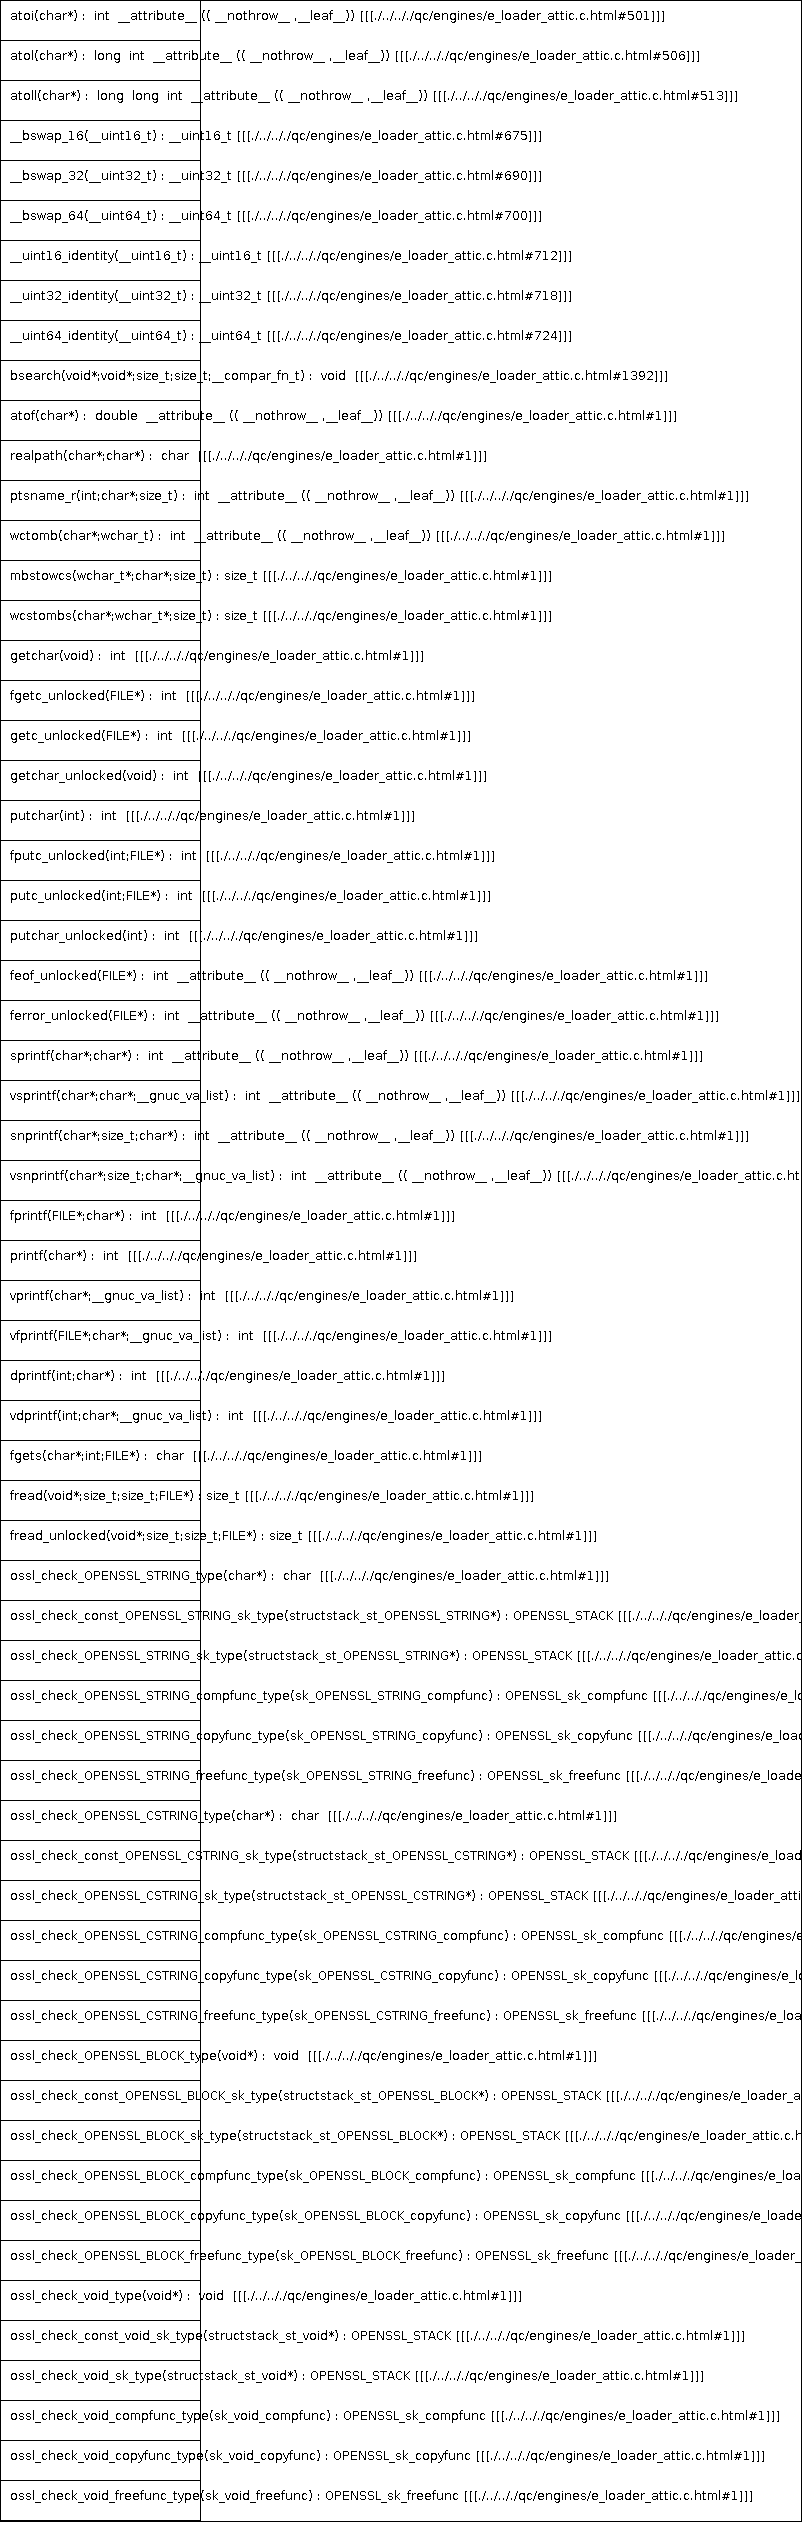 atoi(char*) :  int  __attribute__ (( __nothrow__ ,__leaf__)) [[[./../.././qc/engines/e_loader_attic.c.html#501]]]
atol(char*) :  long  int  __attribute__ (( __nothrow__ ,__leaf__)) [[[./../.././qc/engines/e_loader_attic.c.html#506]]]
atoll(char*) :  long  long  int  __attribute__ (( __nothrow__ ,__leaf__)) [[[./../.././qc/engines/e_loader_attic.c.html#513]]]
__bswap_16(__uint16_t) : __uint16_t [[[./../.././qc/engines/e_loader_attic.c.html#675]]]
__bswap_32(__uint32_t) : __uint32_t [[[./../.././qc/engines/e_loader_attic.c.html#690]]]
__bswap_64(__uint64_t) : __uint64_t [[[./../.././qc/engines/e_loader_attic.c.html#700]]]
__uint16_identity(__uint16_t) : __uint16_t [[[./../.././qc/engines/e_loader_attic.c.html#712]]]
__uint32_identity(__uint32_t) : __uint32_t [[[./../.././qc/engines/e_loader_attic.c.html#718]]]
__uint64_identity(__uint64_t) : __uint64_t [[[./../.././qc/engines/e_loader_attic.c.html#724]]]
bsearch(void*;void*;size_t;size_t;__compar_fn_t) :  void  [[[./../.././qc/engines/e_loader_attic.c.html#1392]]]
atof(char*) :  double  __attribute__ (( __nothrow__ ,__leaf__)) [[[./../.././qc/engines/e_loader_attic.c.html#1]]]
realpath(char*;char*) :  char  [[[./../.././qc/engines/e_loader_attic.c.html#1]]]
ptsname_r(int;char*;size_t) :  int  __attribute__ (( __nothrow__ ,__leaf__)) [[[./../.././qc/engines/e_loader_attic.c.html#1]]]
wctomb(char*;wchar_t) :  int  __attribute__ (( __nothrow__ ,__leaf__)) [[[./../.././qc/engines/e_loader_attic.c.html#1]]]
mbstowcs(wchar_t*;char*;size_t) : size_t [[[./../.././qc/engines/e_loader_attic.c.html#1]]]
wcstombs(char*;wchar_t*;size_t) : size_t [[[./../.././qc/engines/e_loader_attic.c.html#1]]]
getchar(void) :  int  [[[./../.././qc/engines/e_loader_attic.c.html#1]]]
fgetc_unlocked(FILE*) :  int  [[[./../.././qc/engines/e_loader_attic.c.html#1]]]
getc_unlocked(FILE*) :  int  [[[./../.././qc/engines/e_loader_attic.c.html#1]]]
getchar_unlocked(void) :  int  [[[./../.././qc/engines/e_loader_attic.c.html#1]]]
putchar(int) :  int  [[[./../.././qc/engines/e_loader_attic.c.html#1]]]
fputc_unlocked(int;FILE*) :  int  [[[./../.././qc/engines/e_loader_attic.c.html#1]]]
putc_unlocked(int;FILE*) :  int  [[[./../.././qc/engines/e_loader_attic.c.html#1]]]
putchar_unlocked(int) :  int  [[[./../.././qc/engines/e_loader_attic.c.html#1]]]
feof_unlocked(FILE*) :  int  __attribute__ (( __nothrow__ ,__leaf__)) [[[./../.././qc/engines/e_loader_attic.c.html#1]]]
ferror_unlocked(FILE*) :  int  __attribute__ (( __nothrow__ ,__leaf__)) [[[./../.././qc/engines/e_loader_attic.c.html#1]]]
sprintf(char*;char*) :  int  __attribute__ (( __nothrow__ ,__leaf__)) [[[./../.././qc/engines/e_loader_attic.c.html#1]]]
vsprintf(char*;char*;__gnuc_va_list) :  int  __attribute__ (( __nothrow__ ,__leaf__)) [[[./../.././qc/engines/e_loader_attic.c.html#1]]]
snprintf(char*;size_t;char*) :  int  __attribute__ (( __nothrow__ ,__leaf__)) [[[./../.././qc/engines/e_loader_attic.c.html#1]]]
vsnprintf(char*;size_t;char*;__gnuc_va_list) :  int  __attribute__ (( __nothrow__ ,__leaf__)) [[[./../.././qc/engines/e_loader_attic.c.ht
fprintf(FILE*;char*) :  int  [[[./../.././qc/engines/e_loader_attic.c.html#1]]]
printf(char*) :  int  [[[./../.././qc/engines/e_loader_attic.c.html#1]]]
vprintf(char*;__gnuc_va_list) :  int  [[[./../.././qc/engines/e_loader_attic.c.html#1]]]
vfprintf(FILE*;char*;__gnuc_va_list) :  int  [[[./../.././qc/engines/e_loader_attic.c.html#1]]]
dprintf(int;char*) :  int  [[[./../.././qc/engines/e_loader_attic.c.html#1]]]
vdprintf(int;char*;__gnuc_va_list) :  int  [[[./../.././qc/engines/e_loader_attic.c.html#1]]]
fgets(char*;int;FILE*) :  char  [[[./../.././qc/engines/e_loader_attic.c.html#1]]]
fread(void*;size_t;size_t;FILE*) : size_t [[[./../.././qc/engines/e_loader_attic.c.html#1]]]
fread_unlocked(void*;size_t;size_t;FILE*) : size_t [[[./../.././qc/engines/e_loader_attic.c.html#1]]]
ossl_check_OPENSSL_STRING_type(char*) :  char  [[[./../.././qc/engines/e_loader_attic.c.html#1]]]
ossl_check_const_OPENSSL_STRING_sk_type(structstack_st_OPENSSL_STRING*) : OPENSSL_STACK [[[./../.././qc/engines/e_loader_
ossl_check_OPENSSL_STRING_sk_type(structstack_st_OPENSSL_STRING*) : OPENSSL_STACK [[[./../.././qc/engines/e_loader_attic.c
ossl_check_OPENSSL_STRING_compfunc_type(sk_OPENSSL_STRING_compfunc) : OPENSSL_sk_compfunc [[[./../.././qc/engines/e_lo
ossl_check_OPENSSL_STRING_copyfunc_type(sk_OPENSSL_STRING_copyfunc) : OPENSSL_sk_copyfunc [[[./../.././qc/engines/e_load
ossl_check_OPENSSL_STRING_freefunc_type(sk_OPENSSL_STRING_freefunc) : OPENSSL_sk_freefunc [[[./../.././qc/engines/e_loade
ossl_check_OPENSSL_CSTRING_type(char*) :  char  [[[./../.././qc/engines/e_loader_attic.c.html#1]]]
ossl_check_const_OPENSSL_CSTRING_sk_type(structstack_st_OPENSSL_CSTRING*) : OPENSSL_STACK [[[./../.././qc/engines/e_load
ossl_check_OPENSSL_CSTRING_sk_type(structstack_st_OPENSSL_CSTRING*) : OPENSSL_STACK [[[./../.././qc/engines/e_loader_atti
ossl_check_OPENSSL_CSTRING_compfunc_type(sk_OPENSSL_CSTRING_compfunc) : OPENSSL_sk_compfunc [[[./../.././qc/engines/e
ossl_check_OPENSSL_CSTRING_copyfunc_type(sk_OPENSSL_CSTRING_copyfunc) : OPENSSL_sk_copyfunc [[[./../.././qc/engines/e_lo
ossl_check_OPENSSL_CSTRING_freefunc_type(sk_OPENSSL_CSTRING_freefunc) : OPENSSL_sk_freefunc [[[./../.././qc/engines/e_loa
ossl_check_OPENSSL_BLOCK_type(void*) :  void  [[[./../.././qc/engines/e_loader_attic.c.html#1]]]
ossl_check_const_OPENSSL_BLOCK_sk_type(structstack_st_OPENSSL_BLOCK*) : OPENSSL_STACK [[[./../.././qc/engines/e_loader_a
ossl_check_OPENSSL_BLOCK_sk_type(structstack_st_OPENSSL_BLOCK*) : OPENSSL_STACK [[[./../.././qc/engines/e_loader_attic.c.h
ossl_check_OPENSSL_BLOCK_compfunc_type(sk_OPENSSL_BLOCK_compfunc) : OPENSSL_sk_compfunc [[[./../.././qc/engines/e_loa
ossl_check_OPENSSL_BLOCK_copyfunc_type(sk_OPENSSL_BLOCK_copyfunc) : OPENSSL_sk_copyfunc [[[./../.././qc/engines/e_loade
ossl_check_OPENSSL_BLOCK_freefunc_type(sk_OPENSSL_BLOCK_freefunc) : OPENSSL_sk_freefunc [[[./../.././qc/engines/e_loader_
ossl_check_void_type(void*) :  void  [[[./../.././qc/engines/e_loader_attic.c.html#1]]]
ossl_check_const_void_sk_type(structstack_st_void*) : OPENSSL_STACK [[[./../.././qc/engines/e_loader_attic.c.html#1]]]
ossl_check_void_sk_type(structstack_st_void*) : OPENSSL_STACK [[[./../.././qc/engines/e_loader_attic.c.html#1]]]
ossl_check_void_compfunc_type(sk_void_compfunc) : OPENSSL_sk_compfunc [[[./../.././qc/engines/e_loader_attic.c.html#1]]]
ossl_check_void_copyfunc_type(sk_void_copyfunc) : OPENSSL_sk_copyfunc [[[./../.././qc/engines/e_loader_attic.c.html#1]]]
ossl_check_void_freefunc_type(sk_void_freefunc) : OPENSSL_sk_freefunc [[[./../.././qc/engines/e_loader_attic.c.html#1]]]